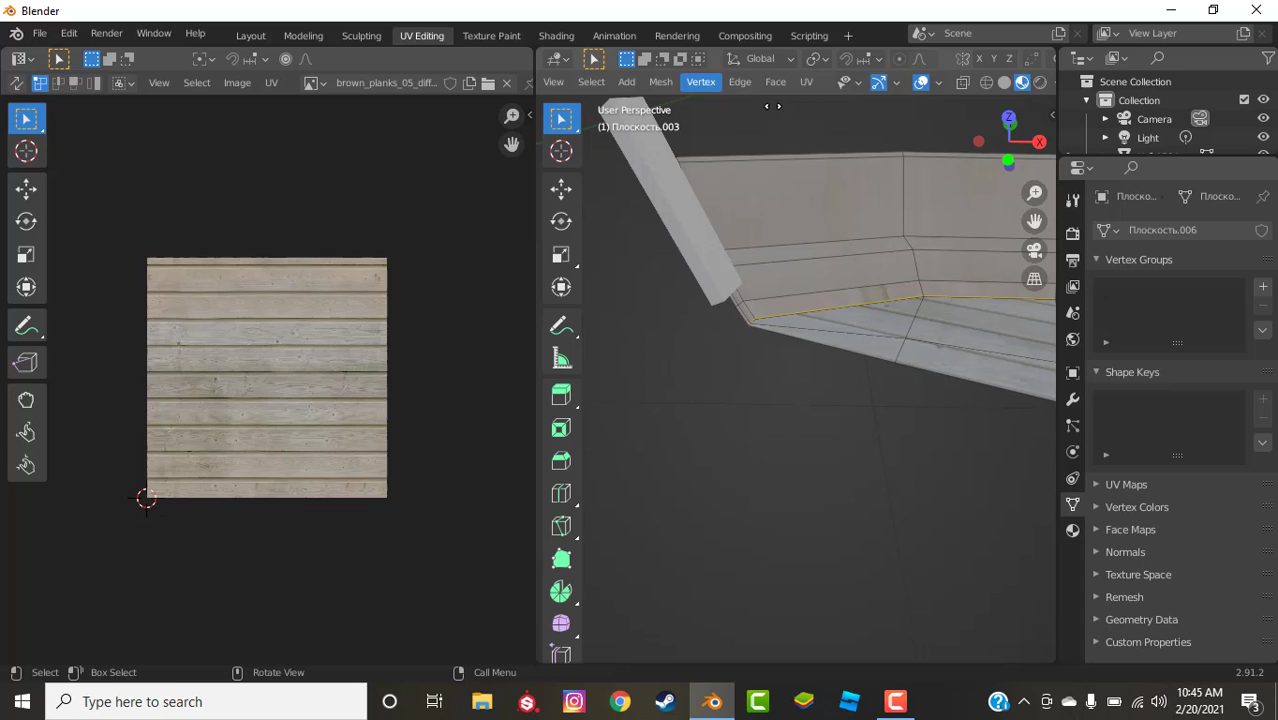 Blender
File
Edit
Render
Window
Help
Layout
Modeling
Sculpting
UV Editing
Texture Paint
Shading
Animation
Rendering
Compositing
Scripting
Scene
View Layer
View
Select
Image
UV
brown_planks_05_diff...
Global
X
Y
Z
View
Select
Add
Mesh
Vertex
Edge
Face
UV
User Perspective
(1) Плоскость.003
Z
X
Scene Collection
Collection
Camera
Light
Плоско...
Плоско...
Плоскость.006
Vertex Groups
Shape Keys
UV Maps
Vertex Colors
Face Maps
Normals
Texture Space
Remesh
Geometry Data
Custom Properties
Select
Box Select
Rotate View
Call Menu
2.91.2
Type here to search
10:45 AM
2/20/2021
3